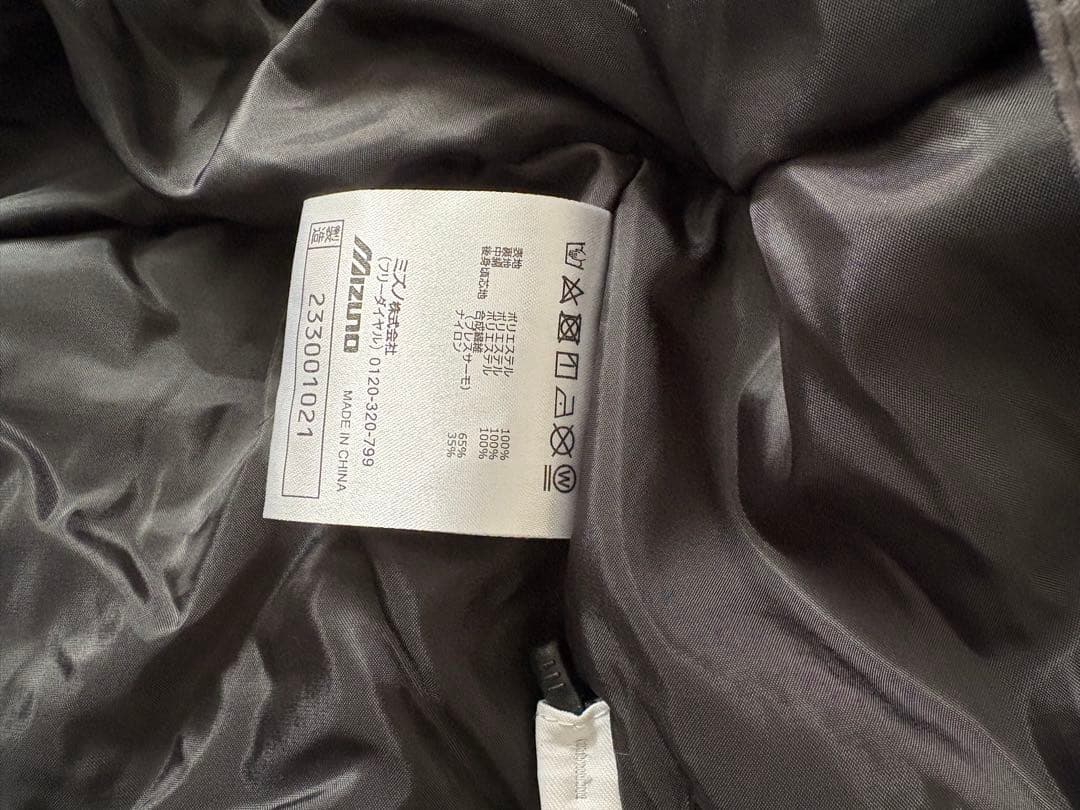 表地 ポリエステル 100%
裏地 ポリエステル 100%
中綿 ポリエステル 100%
後身頃芯地 合成繊維
(ブレスサーモ) 65%
ナイロン 35%
ミズノ株式会社
(フリーダイヤル) 0120-320-799
MIZUNO MADE IN CHINA
製造 233001021
W